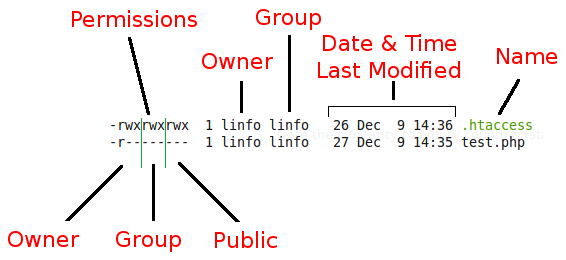 Permissions
Group
Owner
Date & Time
Last Modified
Name
-rwxrwxrwx 1 linfo linfo 26 Dec 9 14:36 .htaccess
-r-------- 1 linfo linfo 27 Dec 9 14:35 test.php
Owner
Group
Public